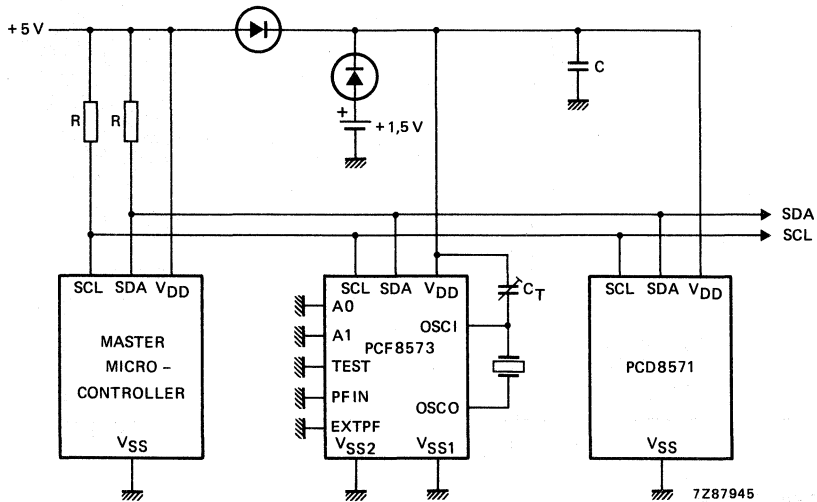 +5 V
C
R
R
+
+1,5 V
SDA
SCL
SCL SDA VDD
SCL SDA VDD
SCL SDA VDD
CT
A0
OSCI
A1
MASTER
MICRO -
CONTROLLER
PCF8573
TEST
PCD8571
PFIN
OSCO
EXTPF
VSS
VSS2
VSS1
VSS
7Z87945